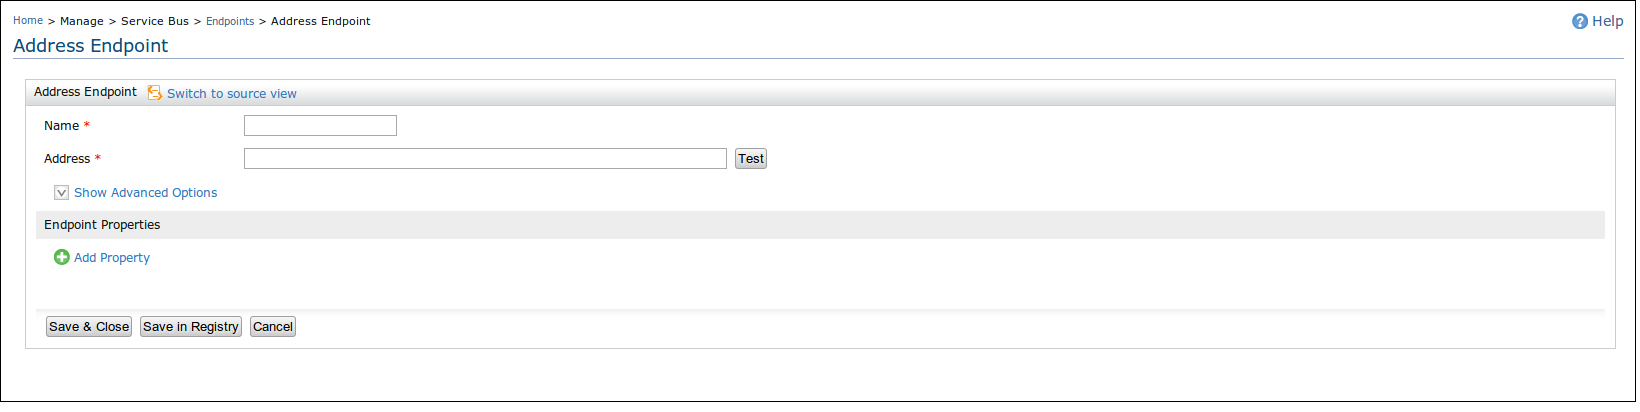 Home > Manage > Service Bus > Endpoints > Address Endpoint
Help
Address Endpoint
Address Endpoint Switch to source view
Name *
Address * Test
Show Advanced Options
Endpoint Properties
Add Property
Save & Close Save in Registry Cancel